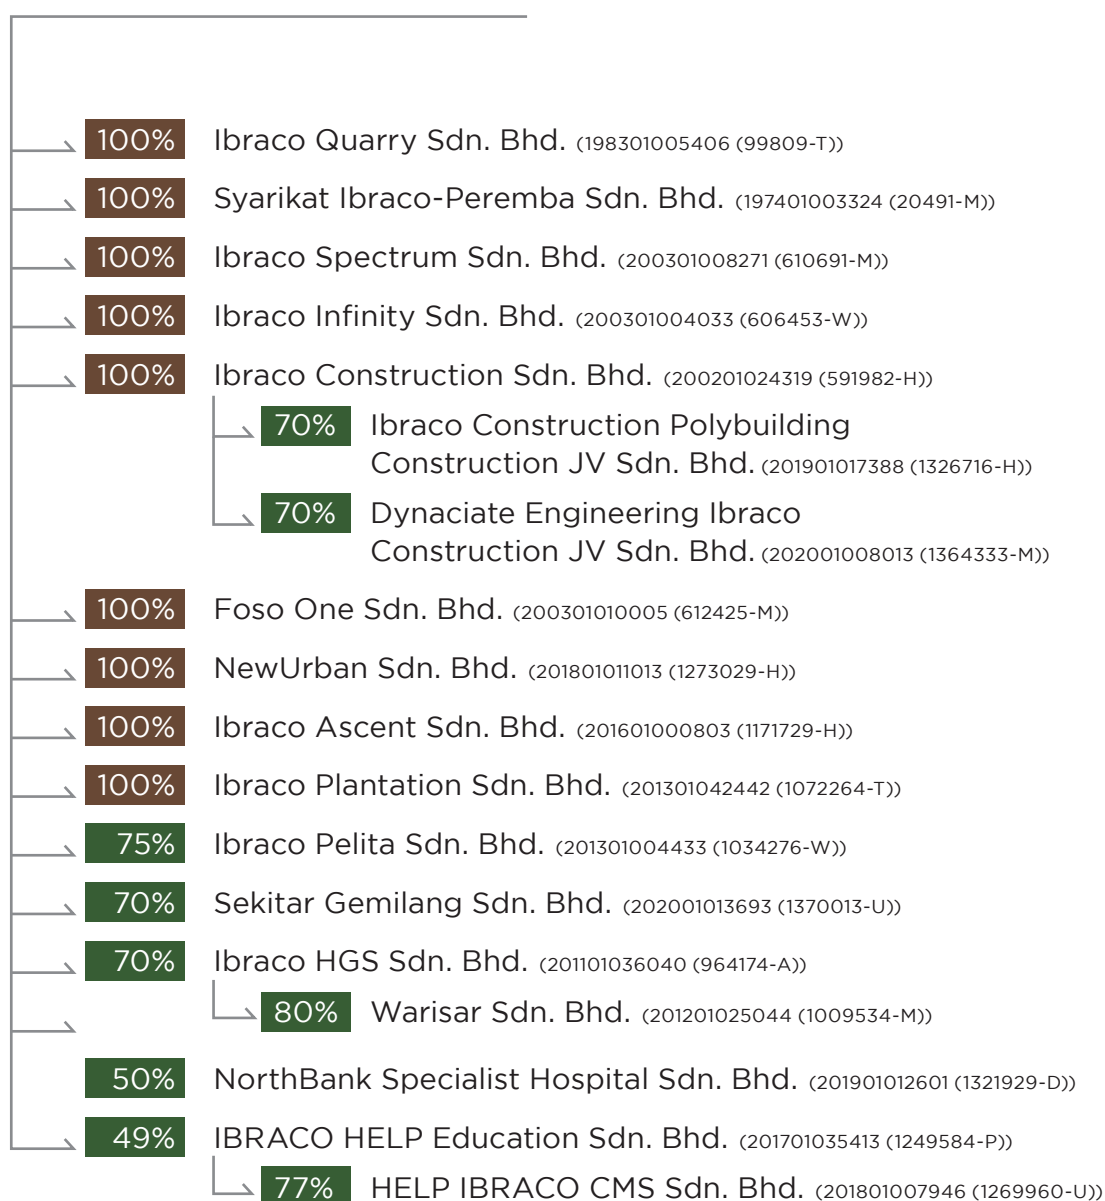 100% Ibraco Quarry Sdn. Bhd. (198301005406 (99809-T))
100% Syarikat Ibraco-Peremba Sdn. Bhd. (197401003324 (20491-M))
100% Ibraco Spectrum Sdn. Bhd. (200301008271 (610691-M))
100% Ibraco Infinity Sdn. Bhd. (200301004033 (606453-W))
100% Ibraco Construction Sdn. Bhd. (200201024319 (591982-H))
70% Ibraco Construction Polybuilding
Construction JV Sdn. Bhd. (201901017388 (1326716-H))
70% Dynaciate Engineering Ibraco
Construction JV Sdn. Bhd. (202001008013 (1364333-M))
100% Foso One Sdn. Bhd. (200301010005 (612425-M))
100% NewUrban Sdn. Bhd. (201801011013 (1273029-H))
100% Ibraco Ascent Sdn. Bhd. (201601000803 (1171729-H))
100% Ibraco Plantation Sdn. Bhd. (201301042442 (1072264-T))
75% Ibraco Pelita Sdn. Bhd. (201301004433 (1034276-W))
70% Sekitar Gemilang Sdn. Bhd. (202001013693 (1370013-U))
70% Ibraco HGS Sdn. Bhd. (201101036040 (964174-A))
80% Warisar Sdn. Bhd. (201201025044 (1009534-M))
50% NorthBank Specialist Hospital Sdn. Bhd. (201901012601 (1321929-D))
49% IBRACO HELP Education Sdn. Bhd. (201701035413 (1249584-P))
77% HELP IBRACO CMS Sdn. Bhd. (201801007946 (1269960-U))